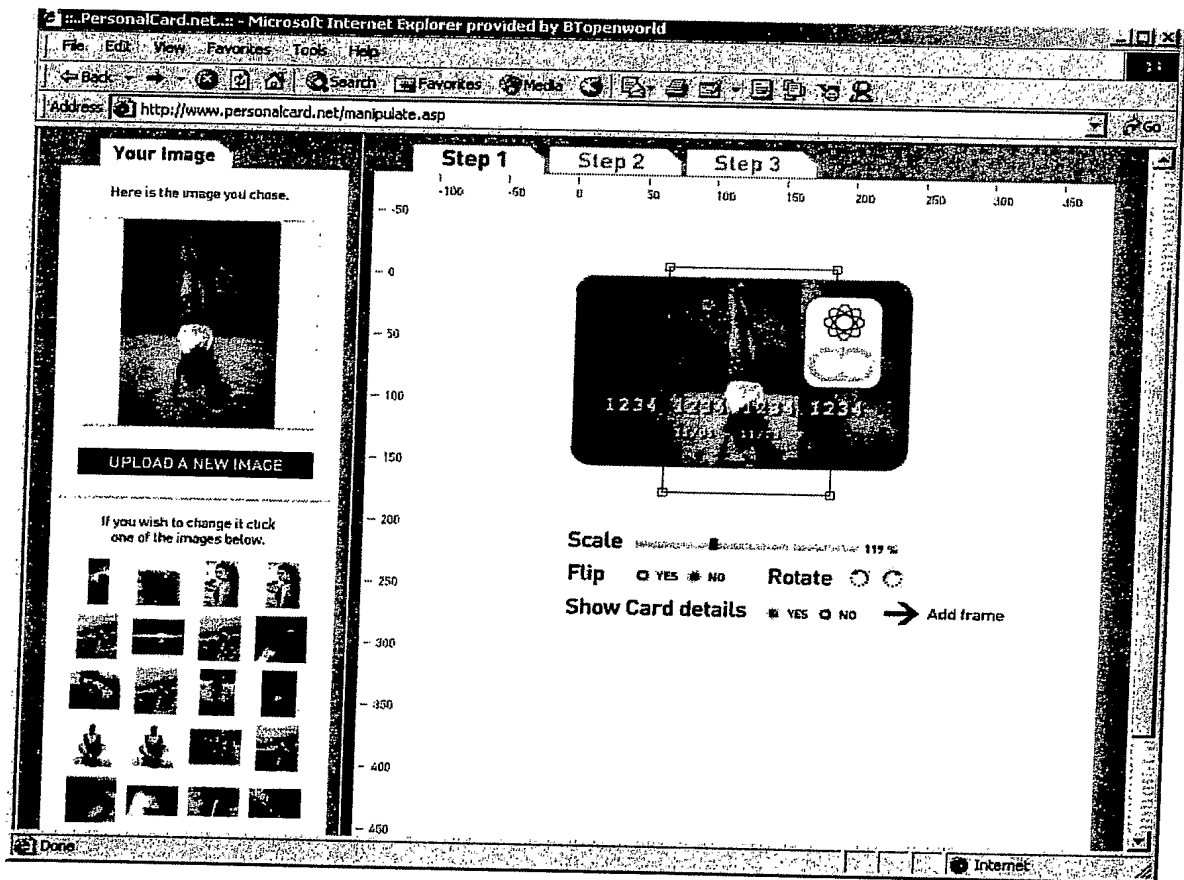 ::..PersonalCard.net..:: - Microsoft Internet Explorer provided by BTopenworld
File Edit View Favorites Tools Help
Back Search Favorites Media
Address http://www.personalcard.net/manipulate.asp Go
Your Image
Here is the image you chose.
UPLOAD A NEW IMAGE
If you wish to change it click
one of the images below.
Step 1 Step 2 Step 3
-100 -50 0 50 100 150 200 250 300 350
-50
0
50
100
150
200
250
300
350
400
450
1234 1234 1234 1234
Scale 119 %
Flip YES NO Rotate
Show Card details YES NO Add frame
Done Internet